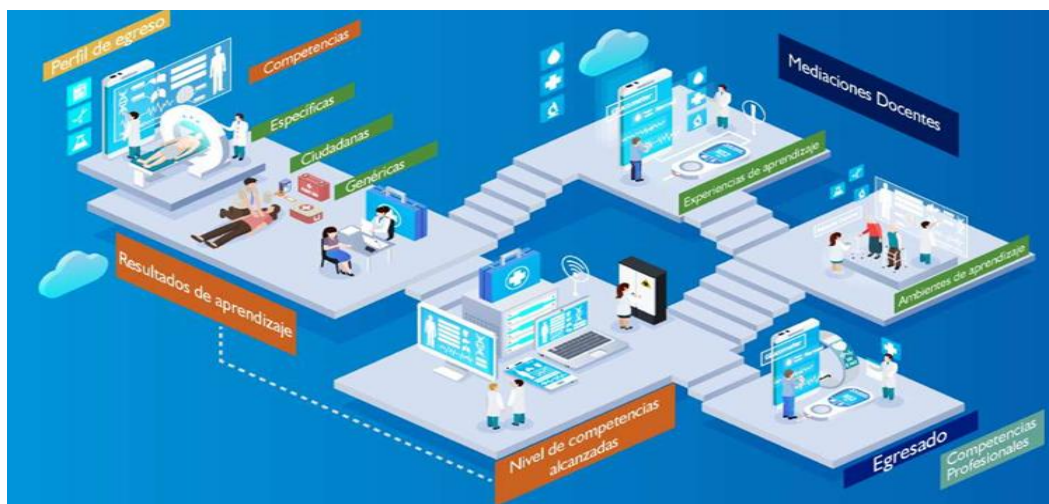 Perfil de egreso
Competencias
Específicas
Ciudadanas
Genéricas
Resultados de aprendizaje
Mediaciones Docentes
Experiencias de aprendizaje
Ambientes de aprendizaje
Nivel de competencias
alcanzadas
Egresado
Competencias
Profesionales